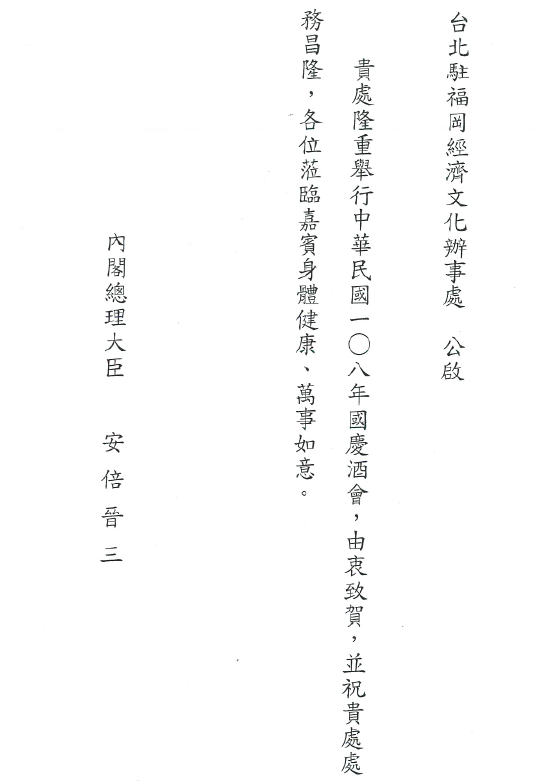 台北駐福岡經濟文化辦事處　公啟
貴處隆重舉行中華民國一〇八年國慶酒會，由衷致賀，並祝貴處處
務昌隆，各位蒞臨嘉賓身體健康、萬事如意。
內閣總理大臣　安倍晉三